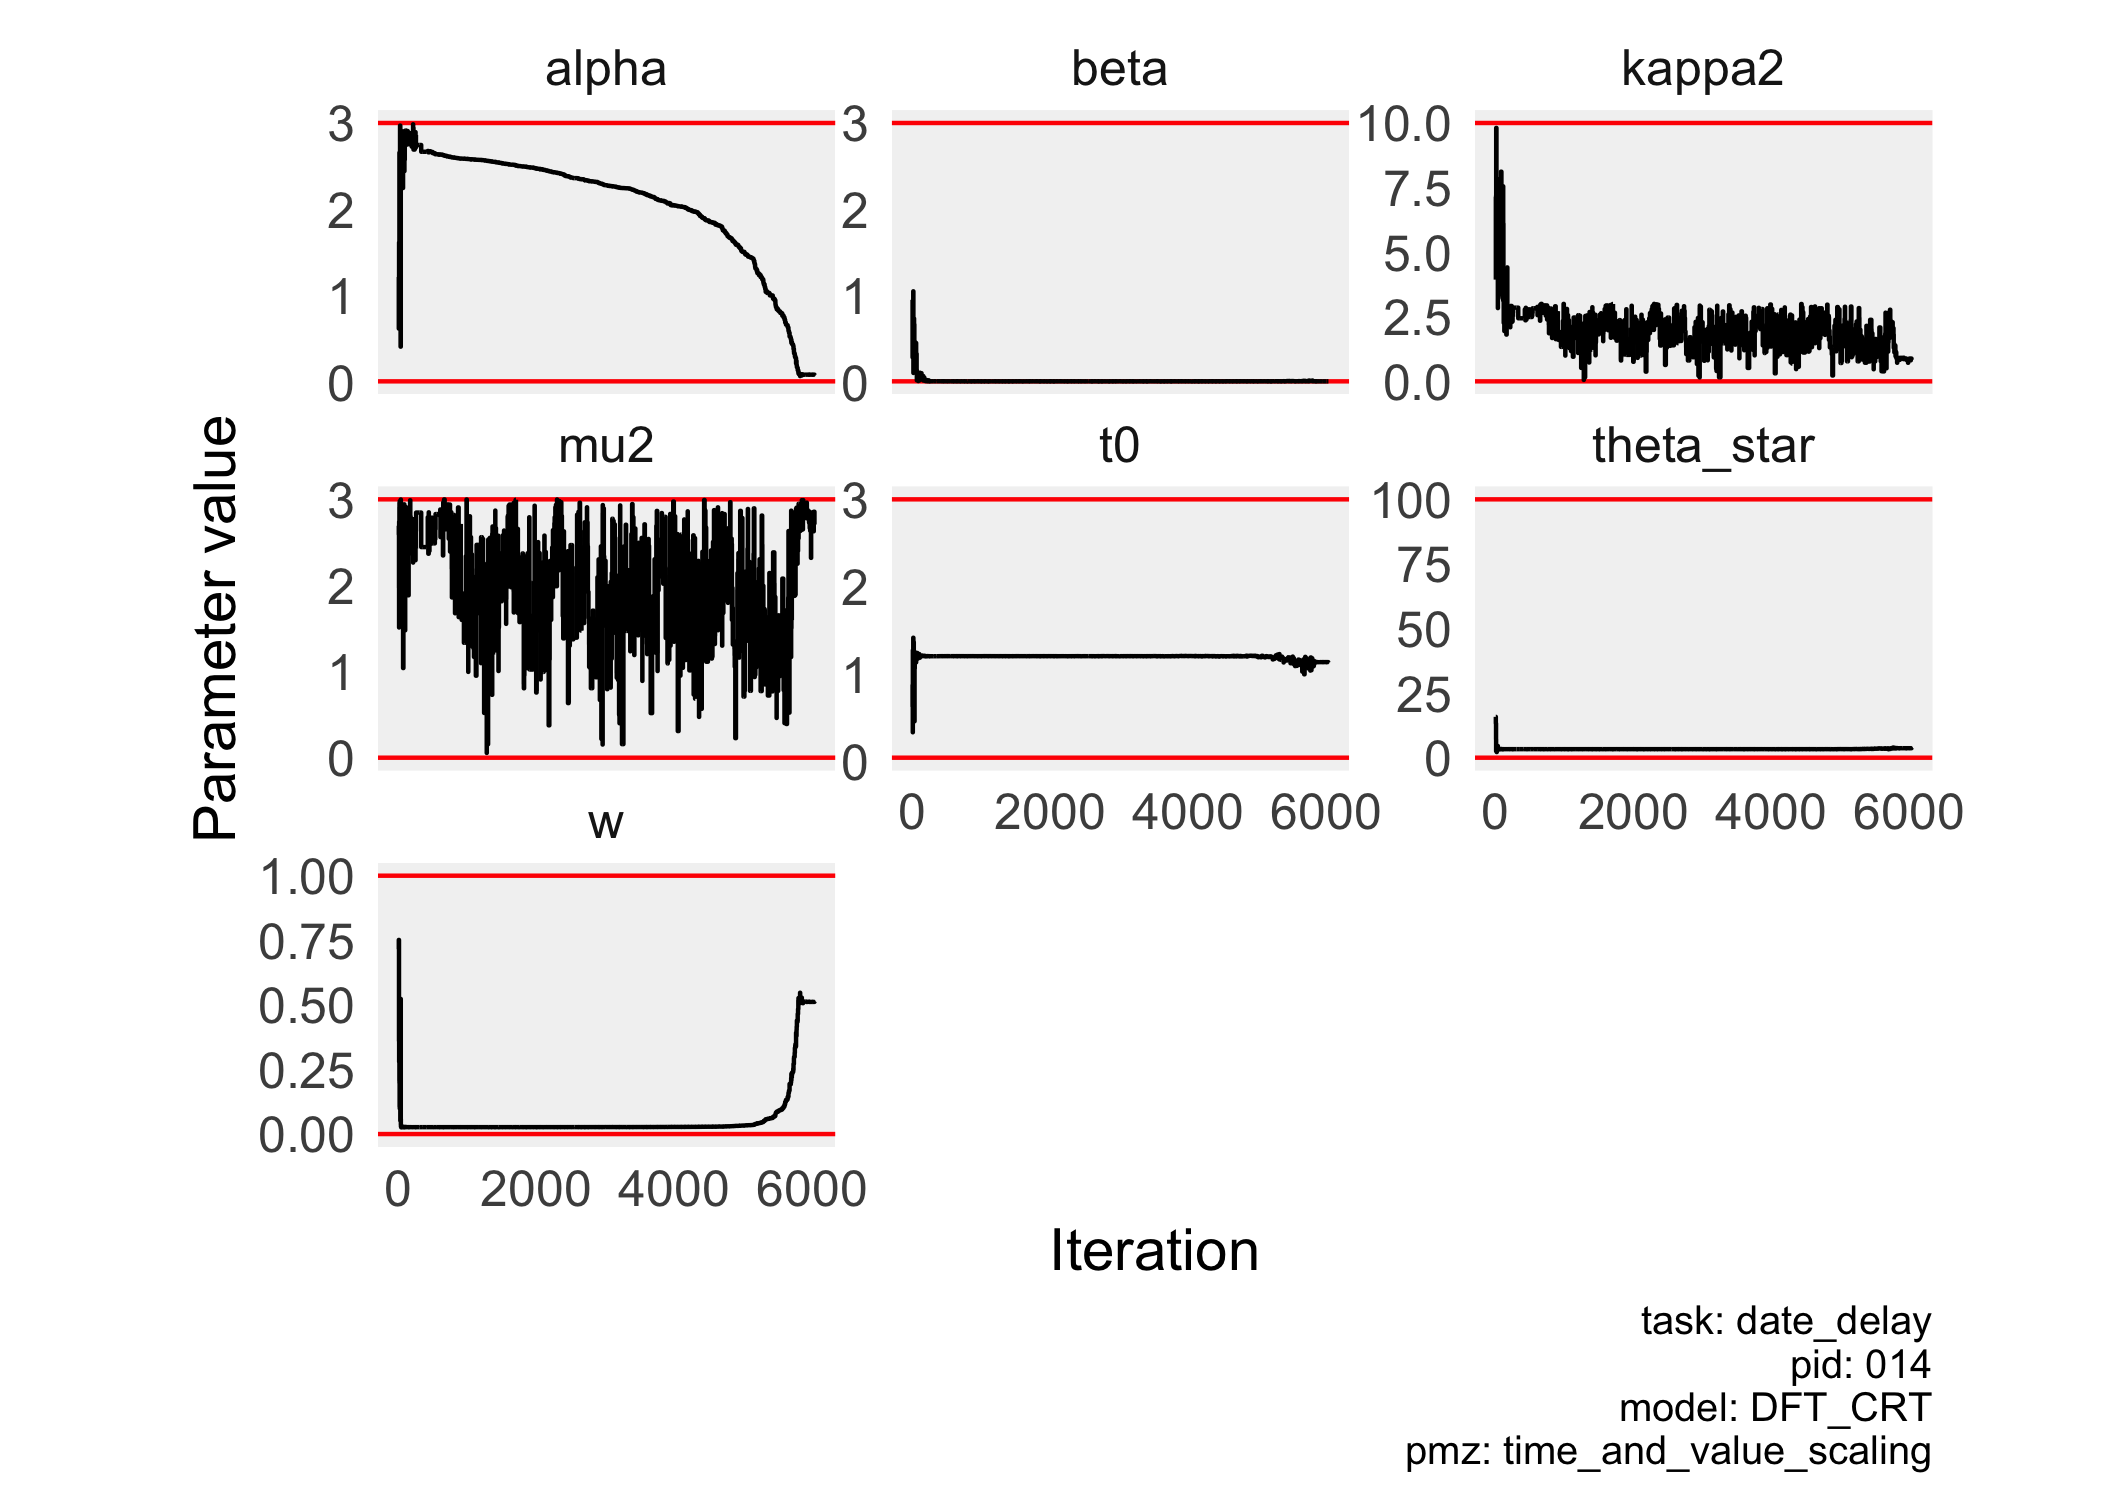 alpha
beta
kappa2
3
2
1
0
3
2
1
0
10.0
7.5
5.0
2.5
0.0
mu2
t0
theta_star
3
2
1
0
3
2
1
0
100
75
50
25
0
0 2000 4000 6000
0 2000 4000 6000
w
1.00
0.75
0.50
0.25
0.00
0 2000 4000 6000
Parameter value
Iteration
task: date_delay
pid: 014
model: DFT_CRT
pmz: time_and_value_scaling